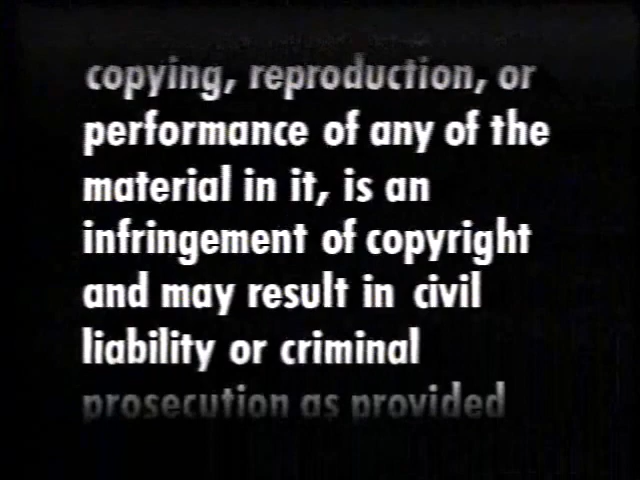 copying, reproduction, or
performance of any of the
material in it, is an
infringement of copyright
and may result in civil
liability or criminal
prosecution as provided